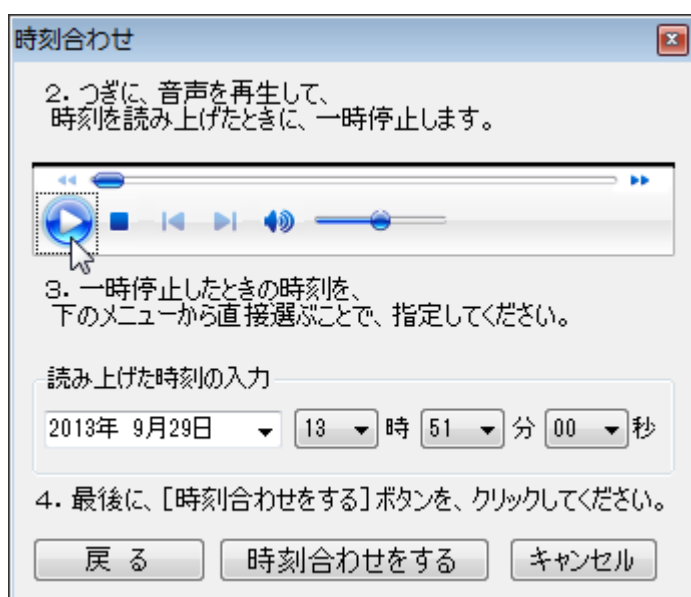 時刻合わせ
2. つぎに、音声を再生して、
時刻を読み上げたときに、一時停止します。
3. 一時停止したときの時刻を、
下のメニューから直接選ぶことで、指定してください。
読み上げた時刻の入力
2013年 9月29日 13 時 51 分 00 秒
4. 最後に、[時刻合わせをする]ボタンを、クリックしてください。
戻 る 時刻合わせをする キャンセル